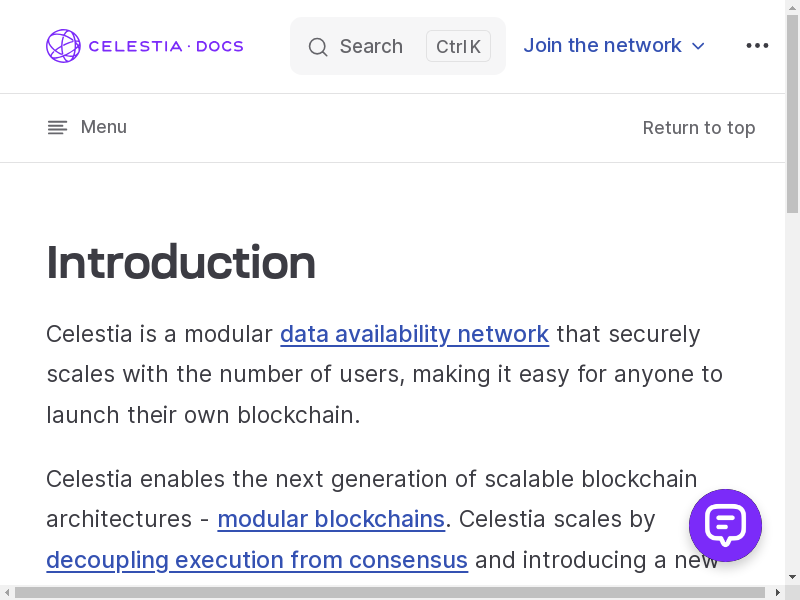 CELESTIA · DOCS
Search
Ctrl K
Join the network
Menu
Return to top
Introduction
Celestia is a modular data availability network that securely
scales with the number of users, making it easy for anyone to
launch their own blockchain.
Celestia enables the next generation of scalable blockchain
architectures - modular blockchains. Celestia scales by
decoupling execution from consensus and introducing a new